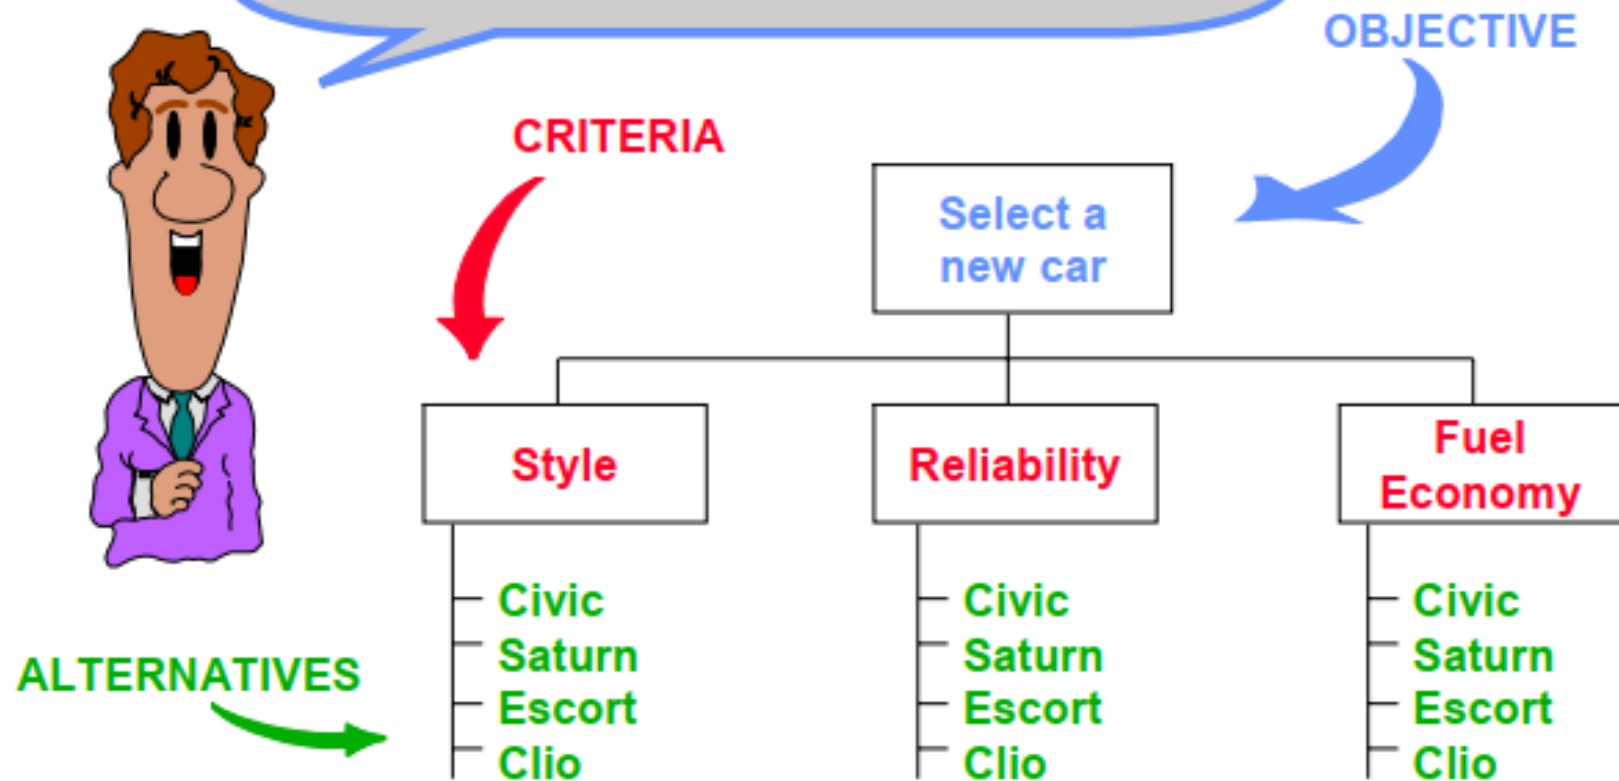 OBJECTIVE
CRITERIA
Select a
new car
Style
Reliability
Fuel
Economy
ALTERNATIVES
Civic
Saturn
Escort
Clio
Civic
Saturn
Escort
Clio
Civic
Saturn
Escort
Clio